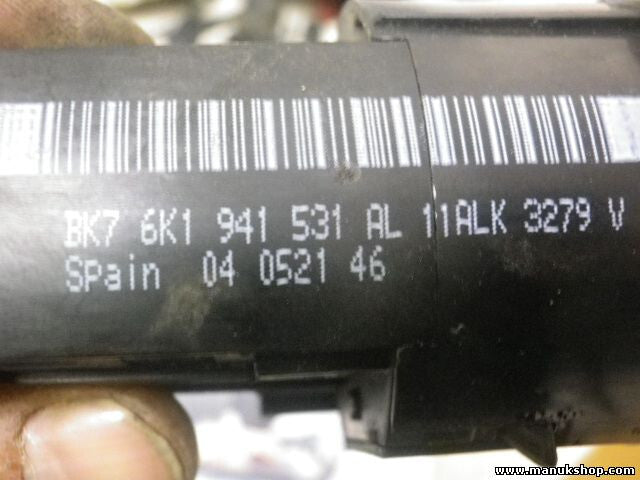 BK7 6K1 941 531 AL 11ALK 3279 V
Spain 04 0521 46
www.manukshop.com